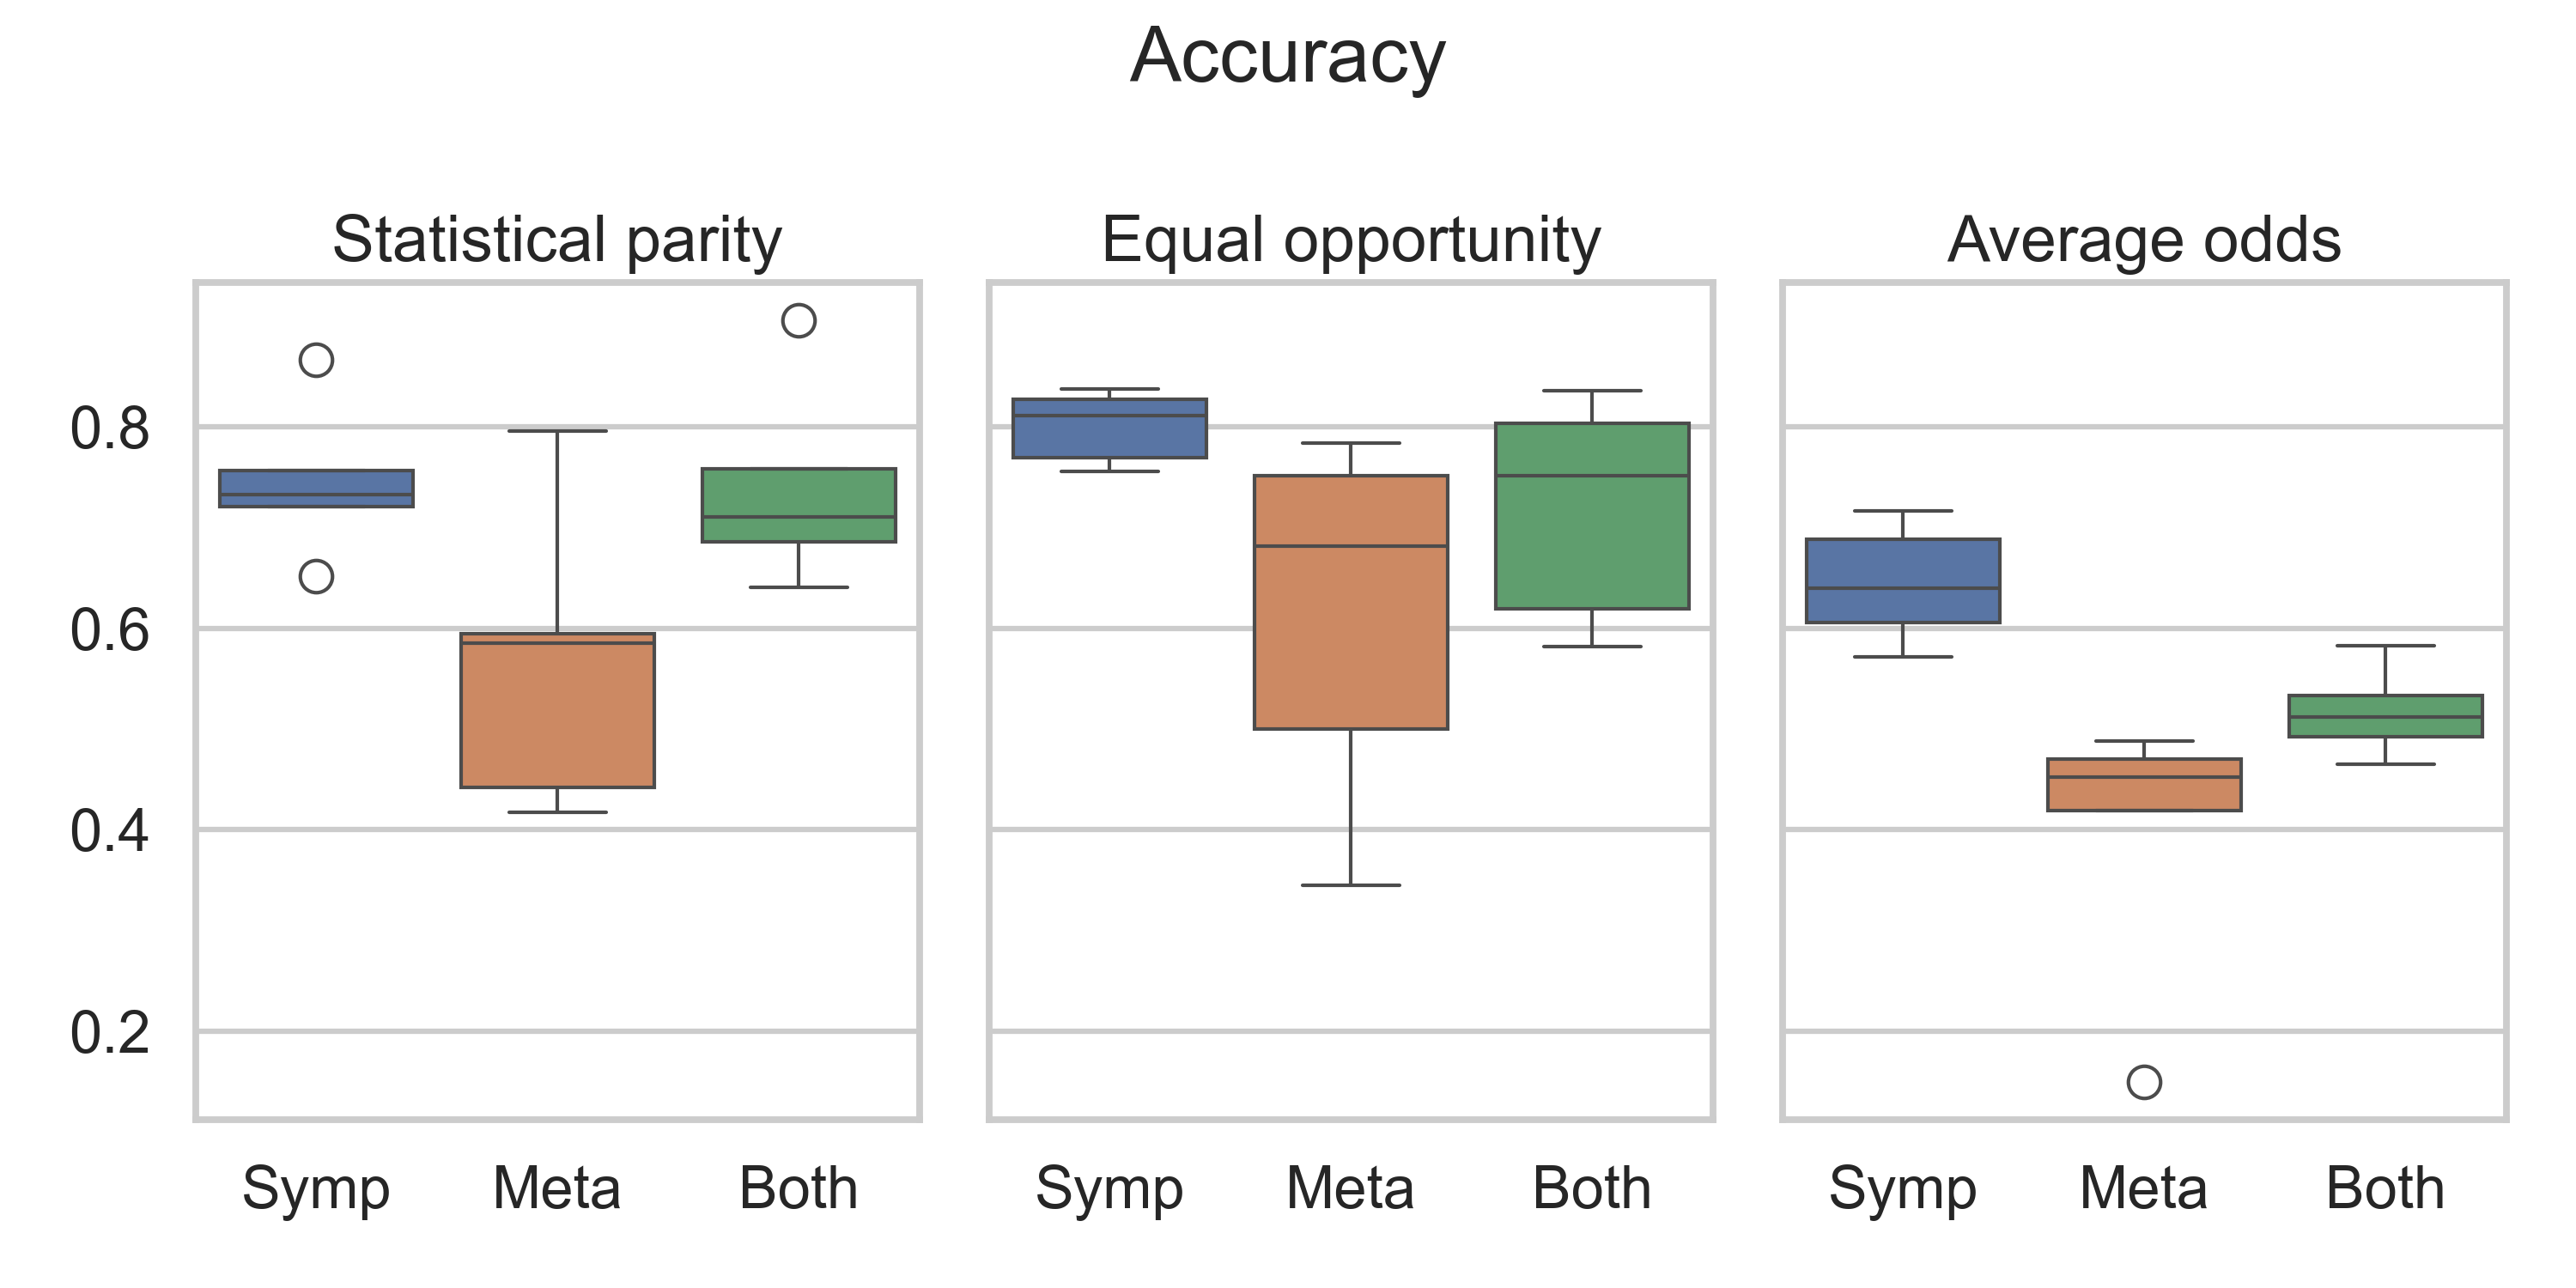 Accuracy
Statistical parity
Equal opportunity
Average odds
0.8
0.6
0.4
0.2
Symp Meta Both
Symp Meta Both
Symp Meta Both